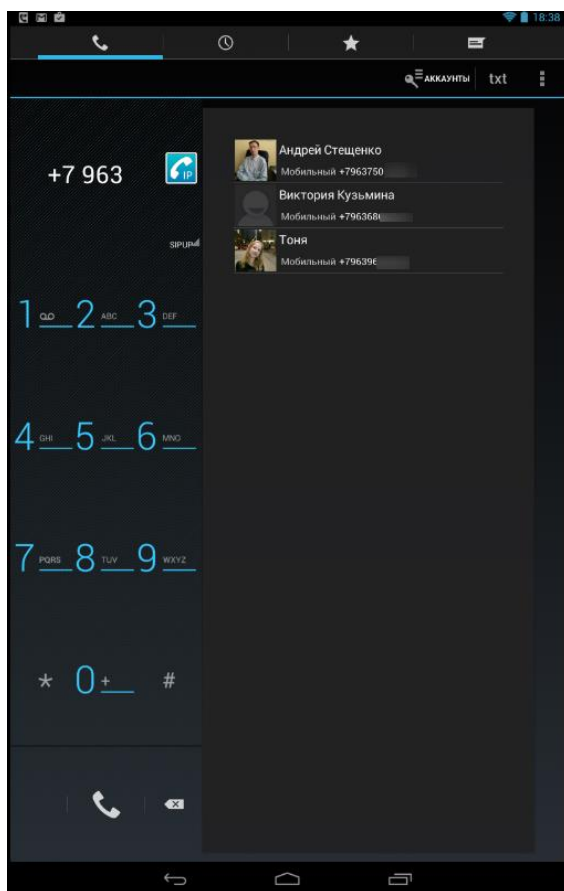 18:38
АККАУНТЫ
txt
+7 963
IP
SIPUP
Андрей Стещенко
Мобильный +7963750
Виктория Кузьмина
Мобильный +796368
Тоня
Мобильный +796396
1
2 ABC
3 DEF
4 GHI
5 JKL
6 MNO
7 PQRS
8 TUV
9 WXYZ
*
0 +
#